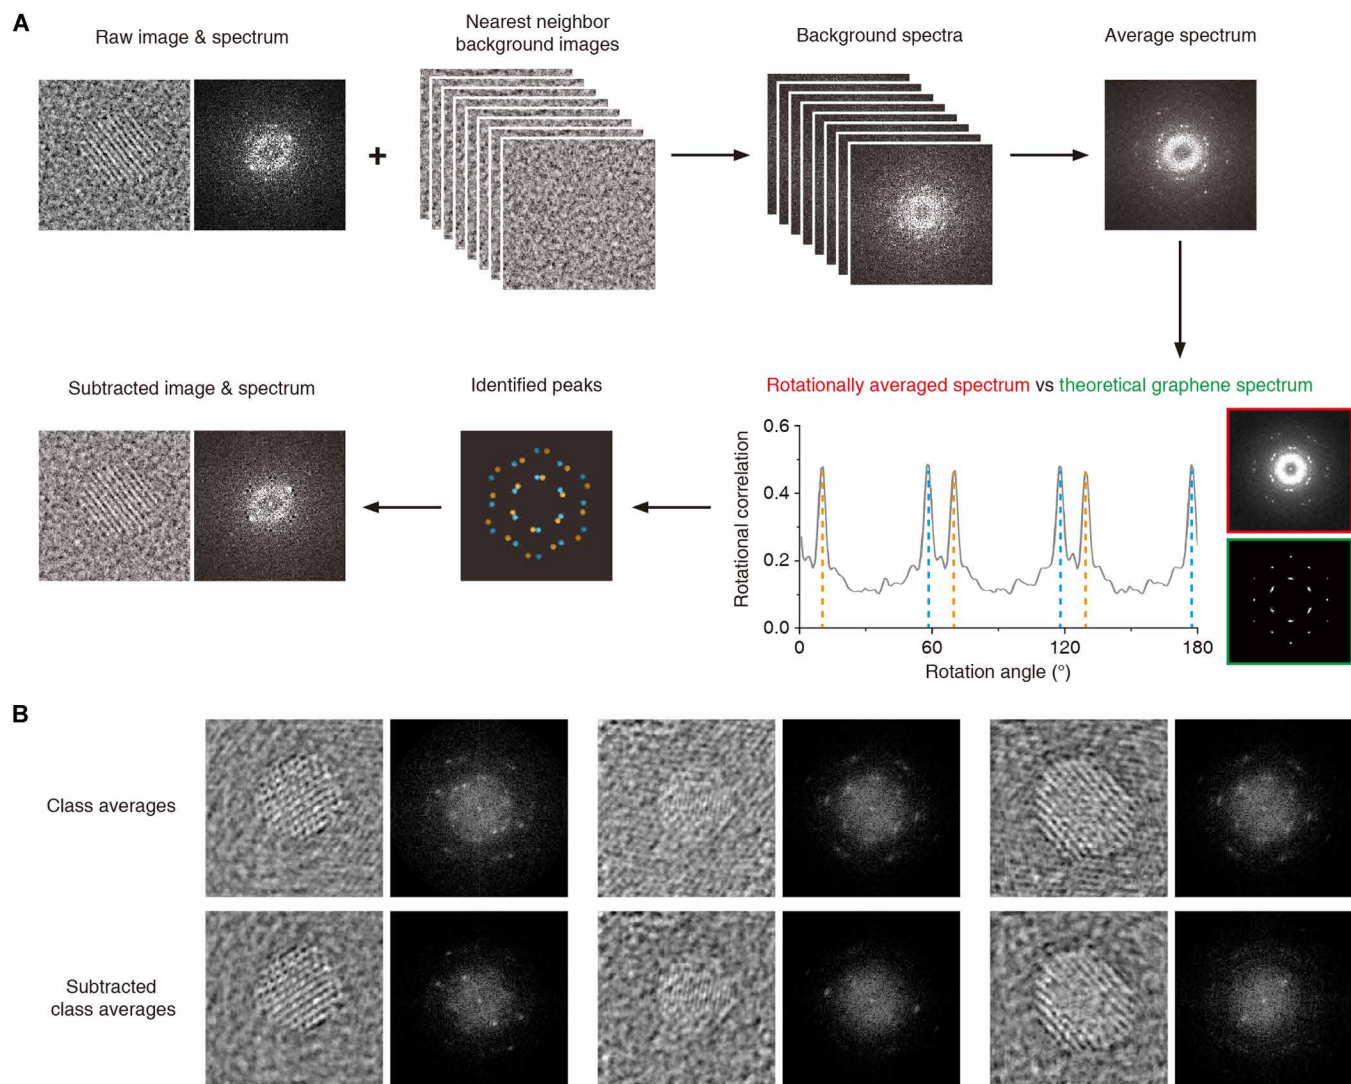 A
Raw image & spectrum
Nearest neighbor
background images
Background spectra
Average spectrum
+
Subtracted image & spectrum
Identified peaks
Rotationally averaged spectrum vs theoretical graphene spectrum
Rotational correlation
0.6
0.4
0.2
0.0
0
60
120
180
Rotation angle (°)
B
Class averages
Subtracted
class averages